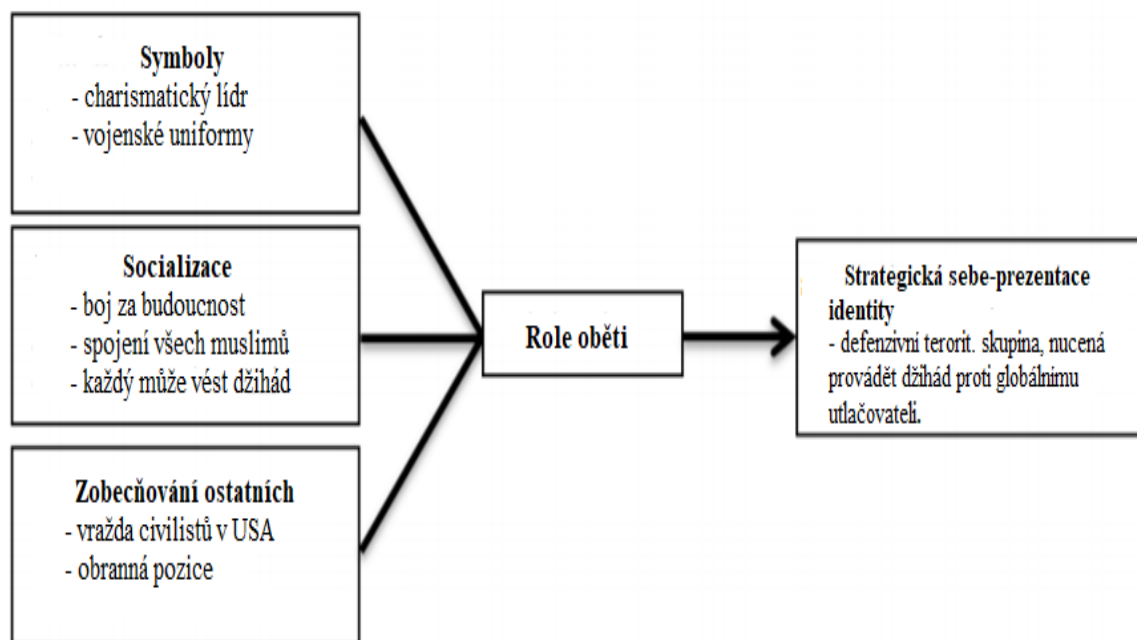 Symboly
- charismatický lídr
- vojenské uniformy
Socializace
- boj za budoucnost
- spojení všech muslimů
- každý může vést džihád
Zobecňování ostatních
- vražda civilistů v USA
- obranná pozice
Role oběti
Strategická sebe-prezentace
identity
- defenzivní terorit. skupina, nucená
provádět džihád proti globálnímu
utlačovateli.